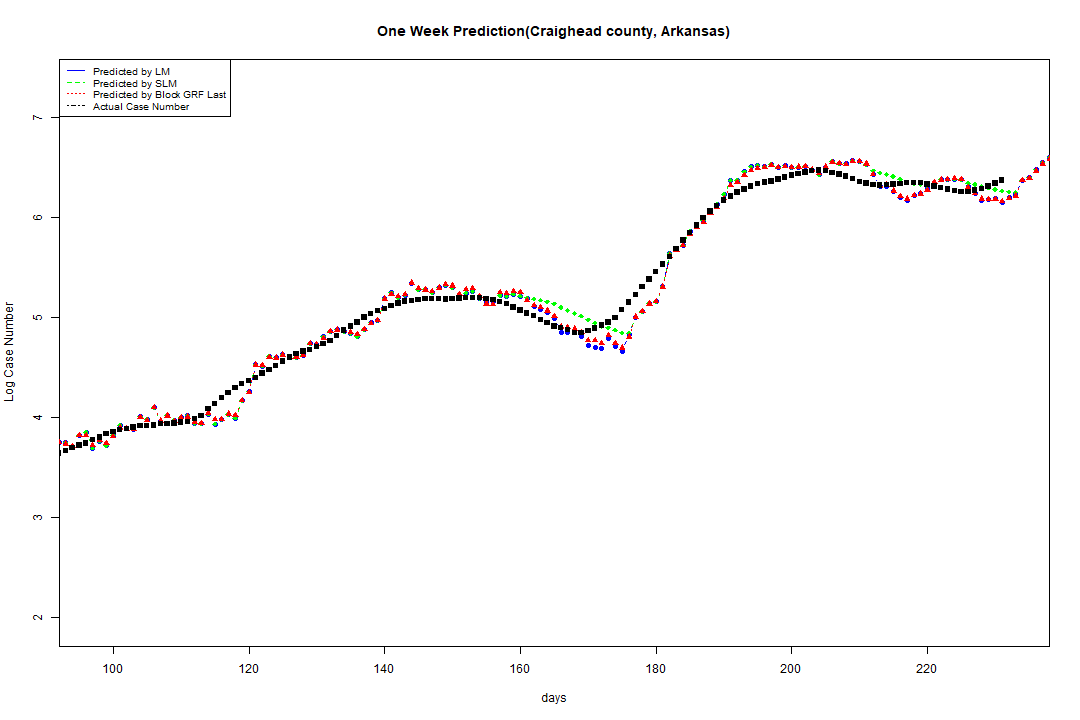 One Week Prediction(Craighead county, Arkansas)
Predicted by LM
Predicted by SLM
Predicted by Block GRF Last
Actual Case Number
7
6
5
4
3
2
Log Case Number
100 120 140 160 180 200 220
days